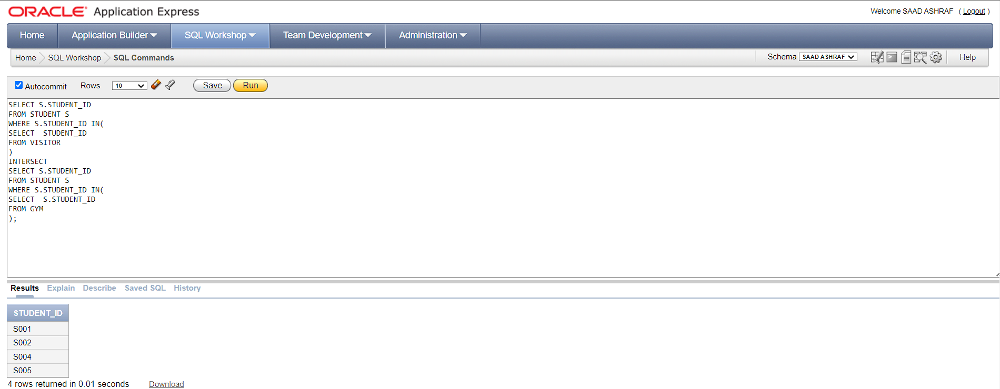 ORACLE® Application Express
Welcome SAAD ASHRAF ( Logout )
Home Application Builder SQL Workshop Team Development Administration
Home SQL Workshop SQL Commands Schema SAAD ASHRAF Help
Autocommit Rows 10 Save Run
SELECT S.STUDENT_ID
FROM STUDENT S
WHERE S.STUDENT_ID IN(
SELECT  STUDENT_ID
FROM VISITOR
)
INTERSECT
SELECT S.STUDENT_ID
FROM STUDENT S
WHERE S.STUDENT_ID IN(
SELECT  S.STUDENT_ID
FROM GYM
);
Results Explain Describe Saved SQL History
STUDENT_ID
S001
S002
S004
S005
4 rows returned in 0.01 seconds Download